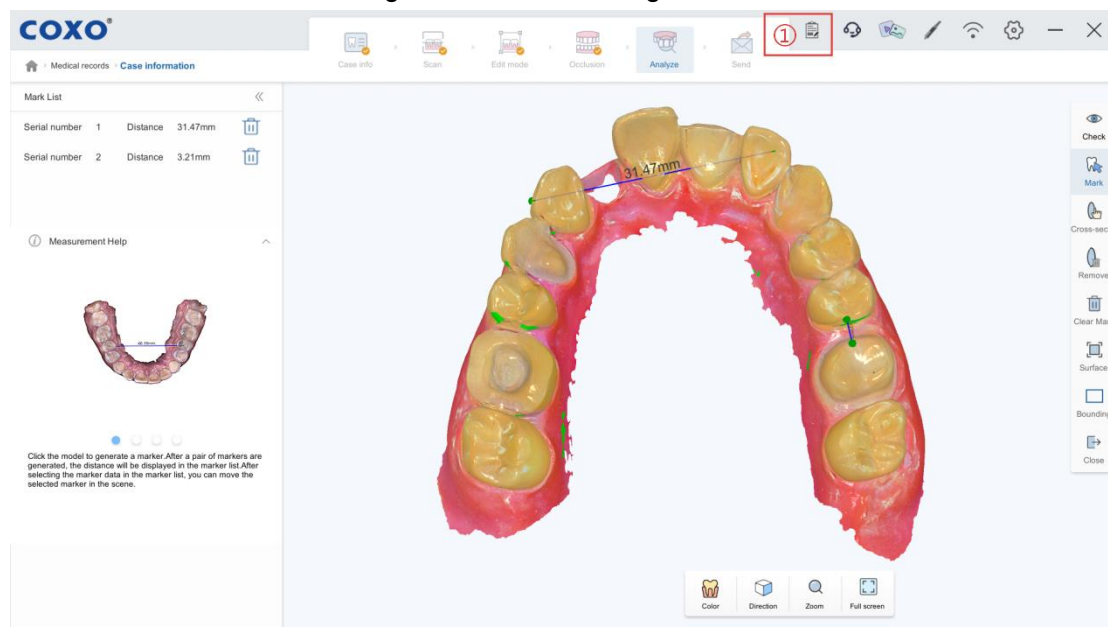 COXO®
①
Case info
Scan
Edit mode
Occlusion
Analyze
Send
Medical records
Case information
Mark List
Serial number 1 Distance 31.47mm
Serial number 2 Distance 3.21mm
Measurement Help
Click the model to generate a marker.After a pair of markers are
generated, the distance will be displayed in the marker list.After
selecting the marker data in the marker list, you can move the
selected marker in the scene.
31.47mm
Check
Mark
Cross-sec
Remove
Clear Mar
Surface
Bounding
Close
Color
Direction
Zoom
Full screen